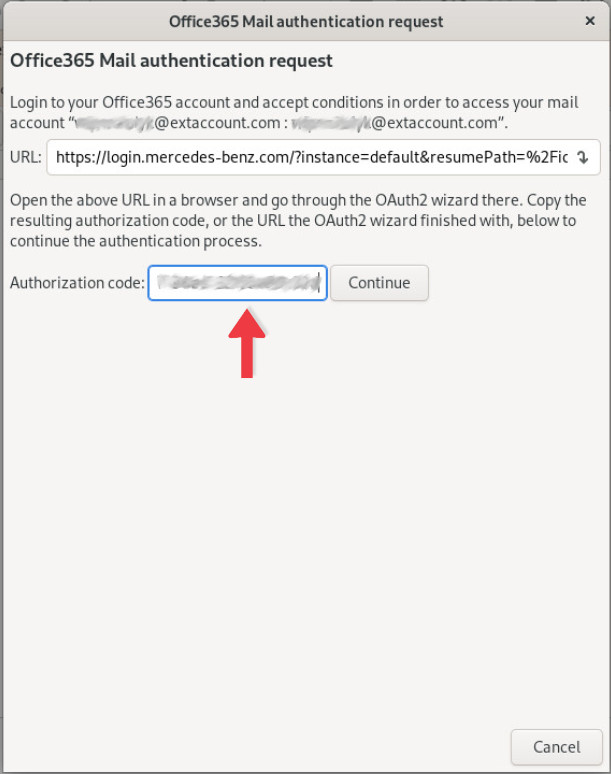 Office365 Mail authentication request
×
Office365 Mail authentication request
Login to your Office365 account and accept conditions in order to access your mail
account “@extaccount.com : @extaccount.com”.
URL: https://login.mercedes-benz.com/?instance=default&resumePath=%2Fic
Open the above URL in a browser and go through the OAuth2 wizard there. Copy the
resulting authorization code, or the URL the OAuth2 wizard finished with, below to
continue the authentication process.
Authorization code: Continue
Cancel